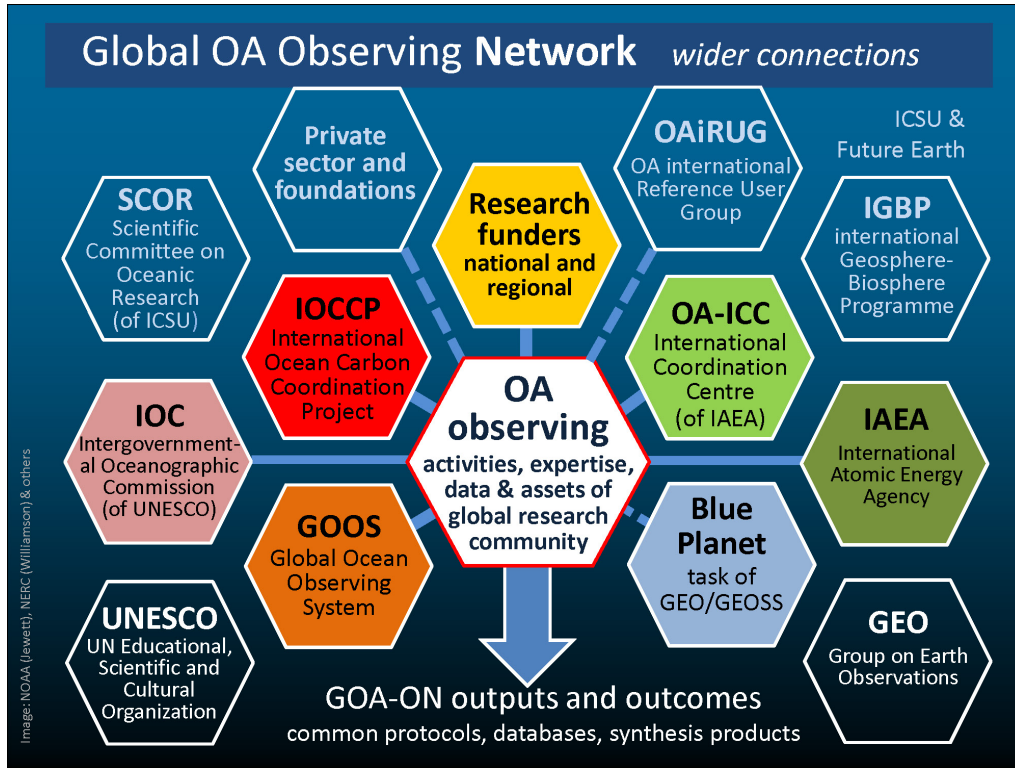 Global OA Observing Network wider connections
Private
sector and
foundations
OAiRUG
OA international
Reference User
Group
ICSU &
Future Earth
SCOR
Scientific
Committee on
Oceanic
Research
(of ICSU)
Research
funders
national and
regional
IGBP
international
Geosphere-
Biosphere
Programme
IOCCP
International
Ocean Carbon
Coordination
Project
OA-ICC
International
Coordination
Centre
(of IAEA)
IOC
Intergovernment-
al Oceanographic
Commission
(of UNESCO)
OA
observing
activities, expertise,
data & assets of
global research
community
IAEA
International
Atomic Energy
Agency
GOOS
Global Ocean
Observing
System
Blue
Planet
task of
GEO/GEOSS
UNESCO
UN Educational,
Scientific and
Cultural
Organization
GEO
Group on Earth
Observations
GOA-ON outputs and outcomes
common protocols, databases, synthesis products
Image: NOAA (Jewett), NERC (Williamson) & others